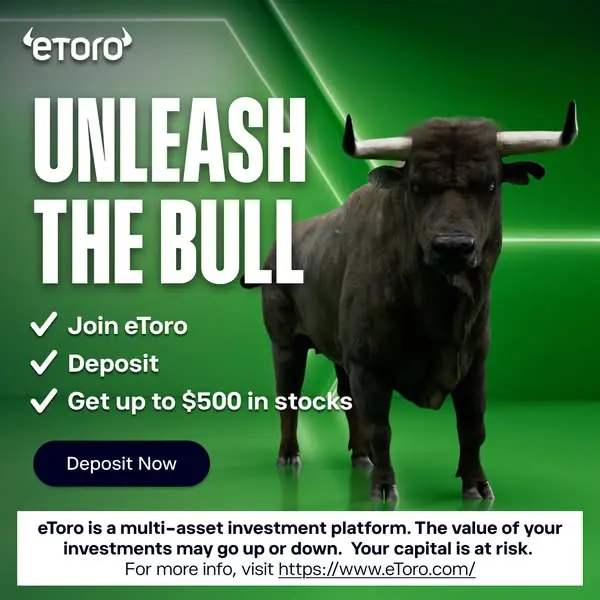 eToro
UNLEASH
THE BULL
Join eToro
Deposit
Get up to $500 in stocks
Deposit Now
eToro is a multi-asset investment platform. The value of your
investments may go up or down. Your capital is at risk.
For more info, visit https://www.eToro.com/